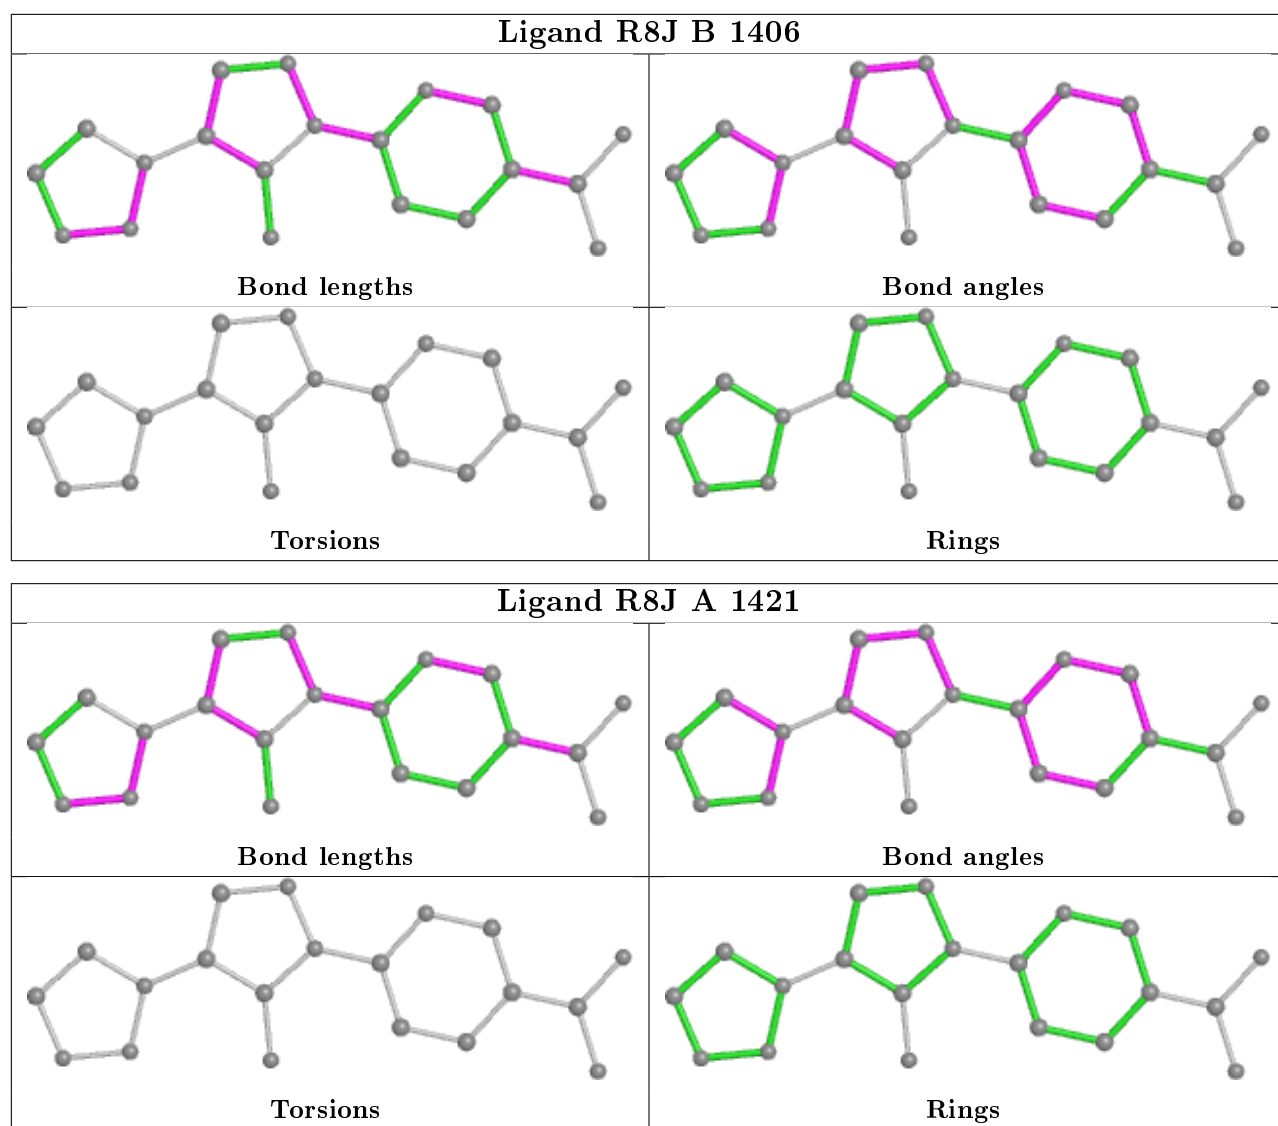 Ligand R8J B 1406
Bond lengths
Bond angles
Torsions
Rings
Ligand R8J A 1421
Bond lengths
Bond angles
Torsions
Rings